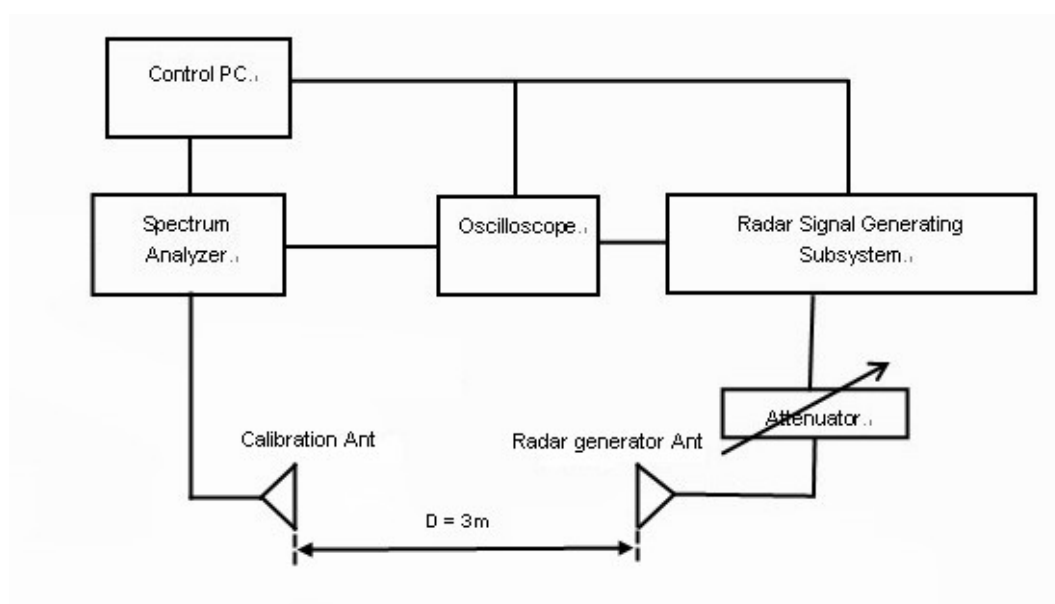 Control PC
Spectrum
Analyzer
Oscilloscope
Radar Signal Generating
Subsystem
Attenuator
Calibration Ant
Radar generator Ant
D = 3m